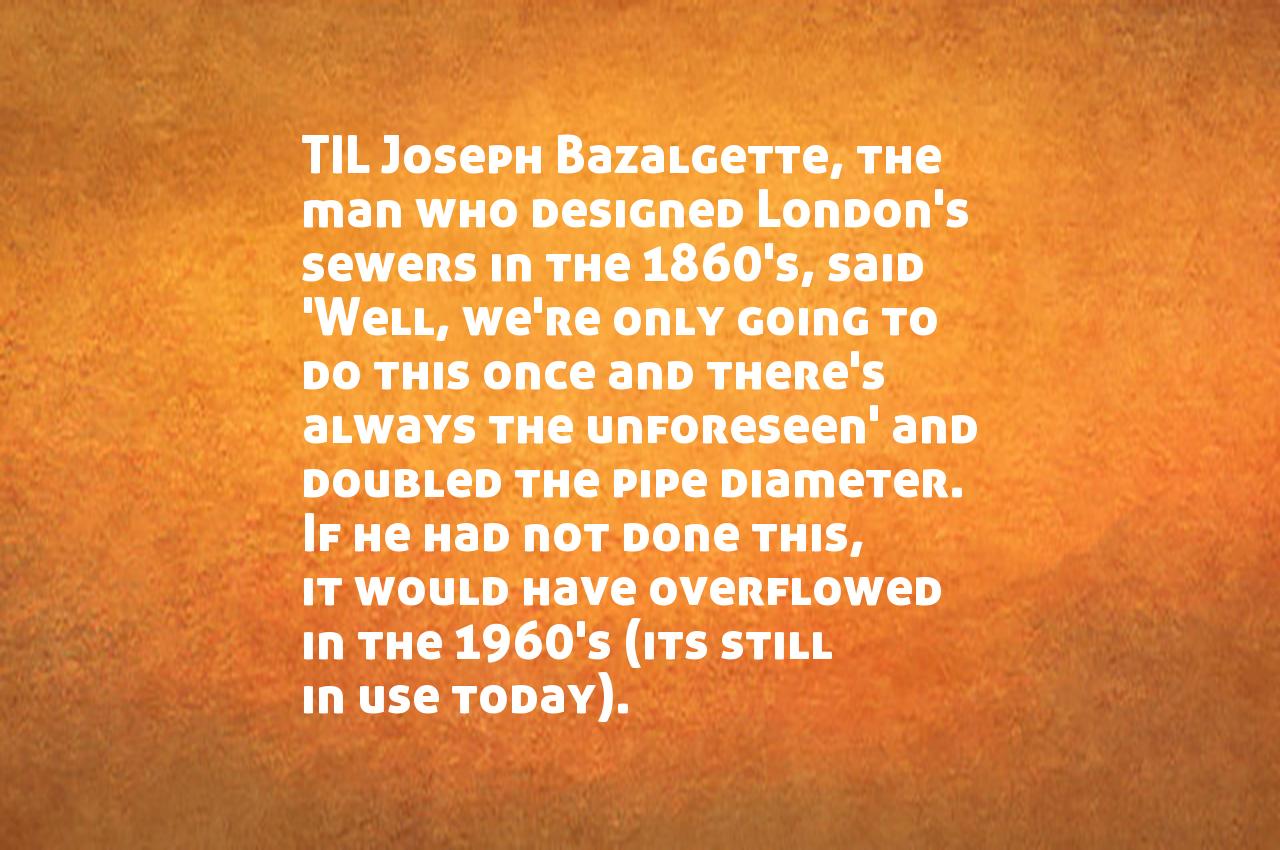 TIL Joseph Bazalgette, the
man who designed London's
sewers in the 1860's, said
'Well, we're only going to
do this once and there's
always the unforeseen' and
doubled the pipe diameter.
If he had not done this,
it would have overflowed
in the 1960's (its still
in use today).